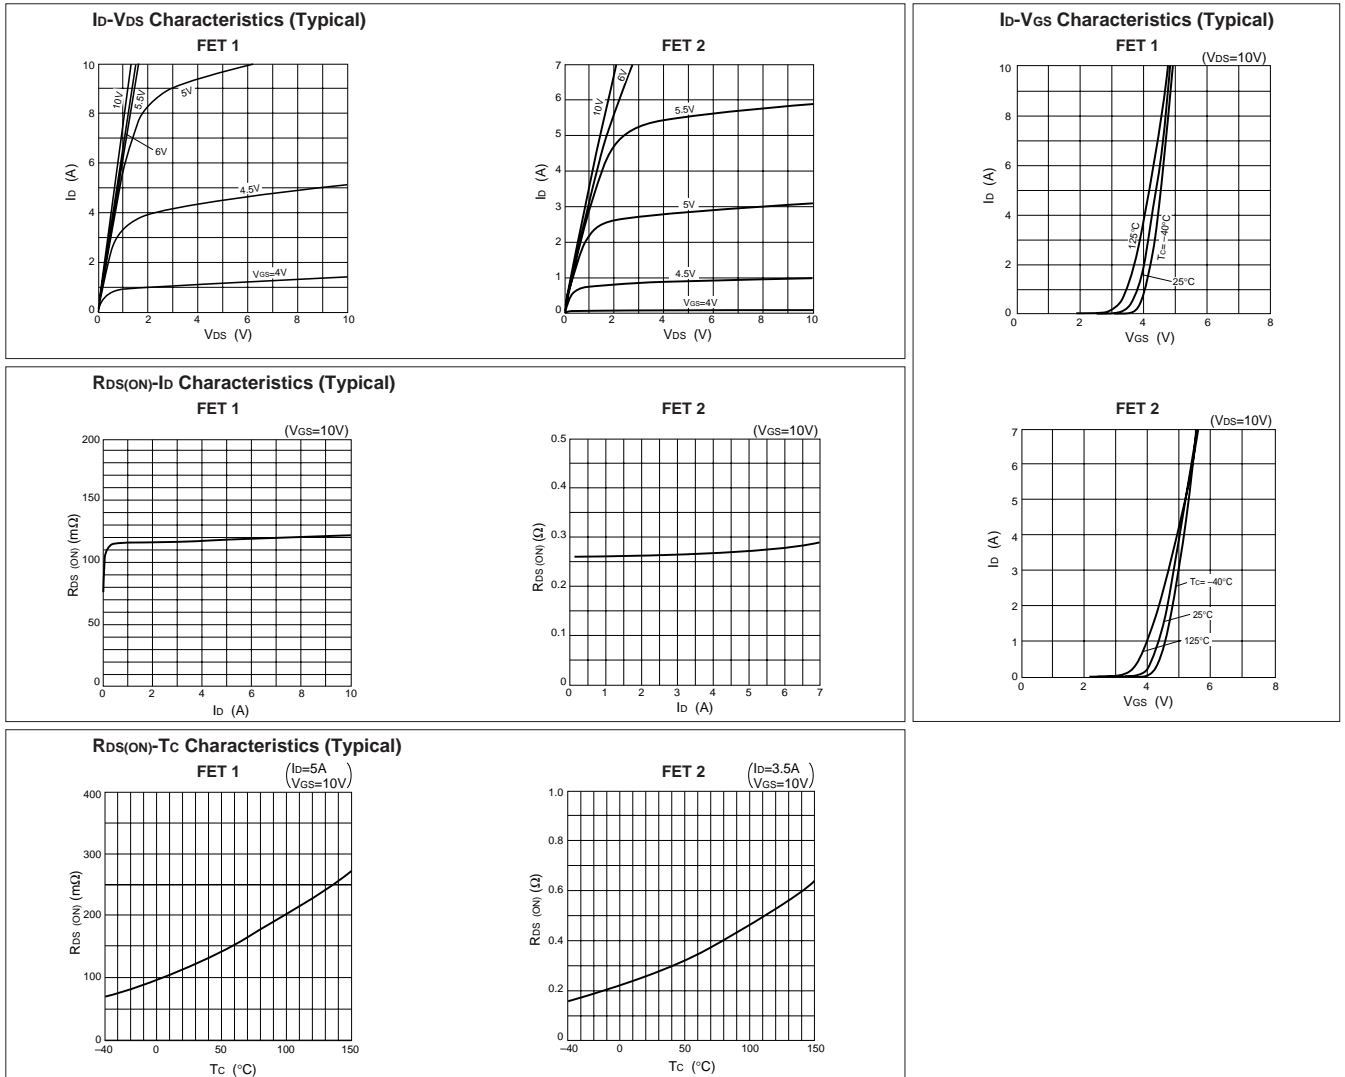 ID-VDS Characteristics (Typical)
FET 1
10
8
6
4
2
0
ID (A)
10V
5.5V
5V
6V
4.5V
VGS=4V
0 2 4 6 8 10
VDS (V)
FET 2
7
6
5
4
3
2
1
0
ID (A)
10V
6V
5.5V
5V
4.5V
VGS=4V
0 2 4 6 8 10
VDS (V)
RDS(ON)-ID Characteristics (Typical)
FET 1
(VGS=10V)
200
150
100
50
0
RDS (ON) (mΩ)
0 2 4 6 8 10
ID (A)
FET 2
(VGS=10V)
0.5
0.4
0.3
0.2
0.1
0
RDS (ON) (Ω)
0 1 2 3 4 5 6 7
ID (A)
RDS(ON)-TC Characteristics (Typical)
FET 1
(ID=5A
VGS=10V)
400
300
200
100
0
RDS (ON) (mΩ)
–40 0 50 100 150
TC (°C)
FET 2
(ID=3.5A
VGS=10V)
1.0
0.8
0.6
0.4
0.2
0
RDS (ON) (Ω)
–40 0 50 100 150
TC (°C)
ID-VGS Characteristics (Typical)
FET 1
(VDS=10V)
10
8
6
4
2
0
ID (A)
125°C
TC= –40°C
25°C
0 2 4 6 8
VGS (V)
FET 2
(VDS=10V)
7
6
5
4
3
2
1
0
ID (A)
TC= –40°C
25°C
125°C
0 2 4 6 8
VGS (V)